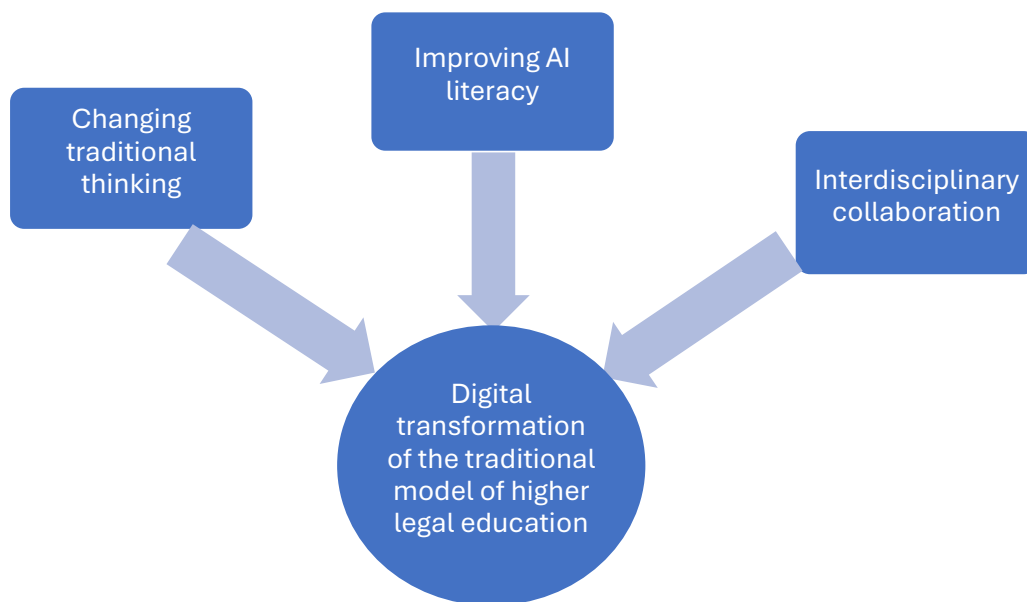 Changing
traditional
thinking
Improving AI
literacy
Interdisciplinary
collaboration
Digital
transformation
of the traditional
model of higher
legal education